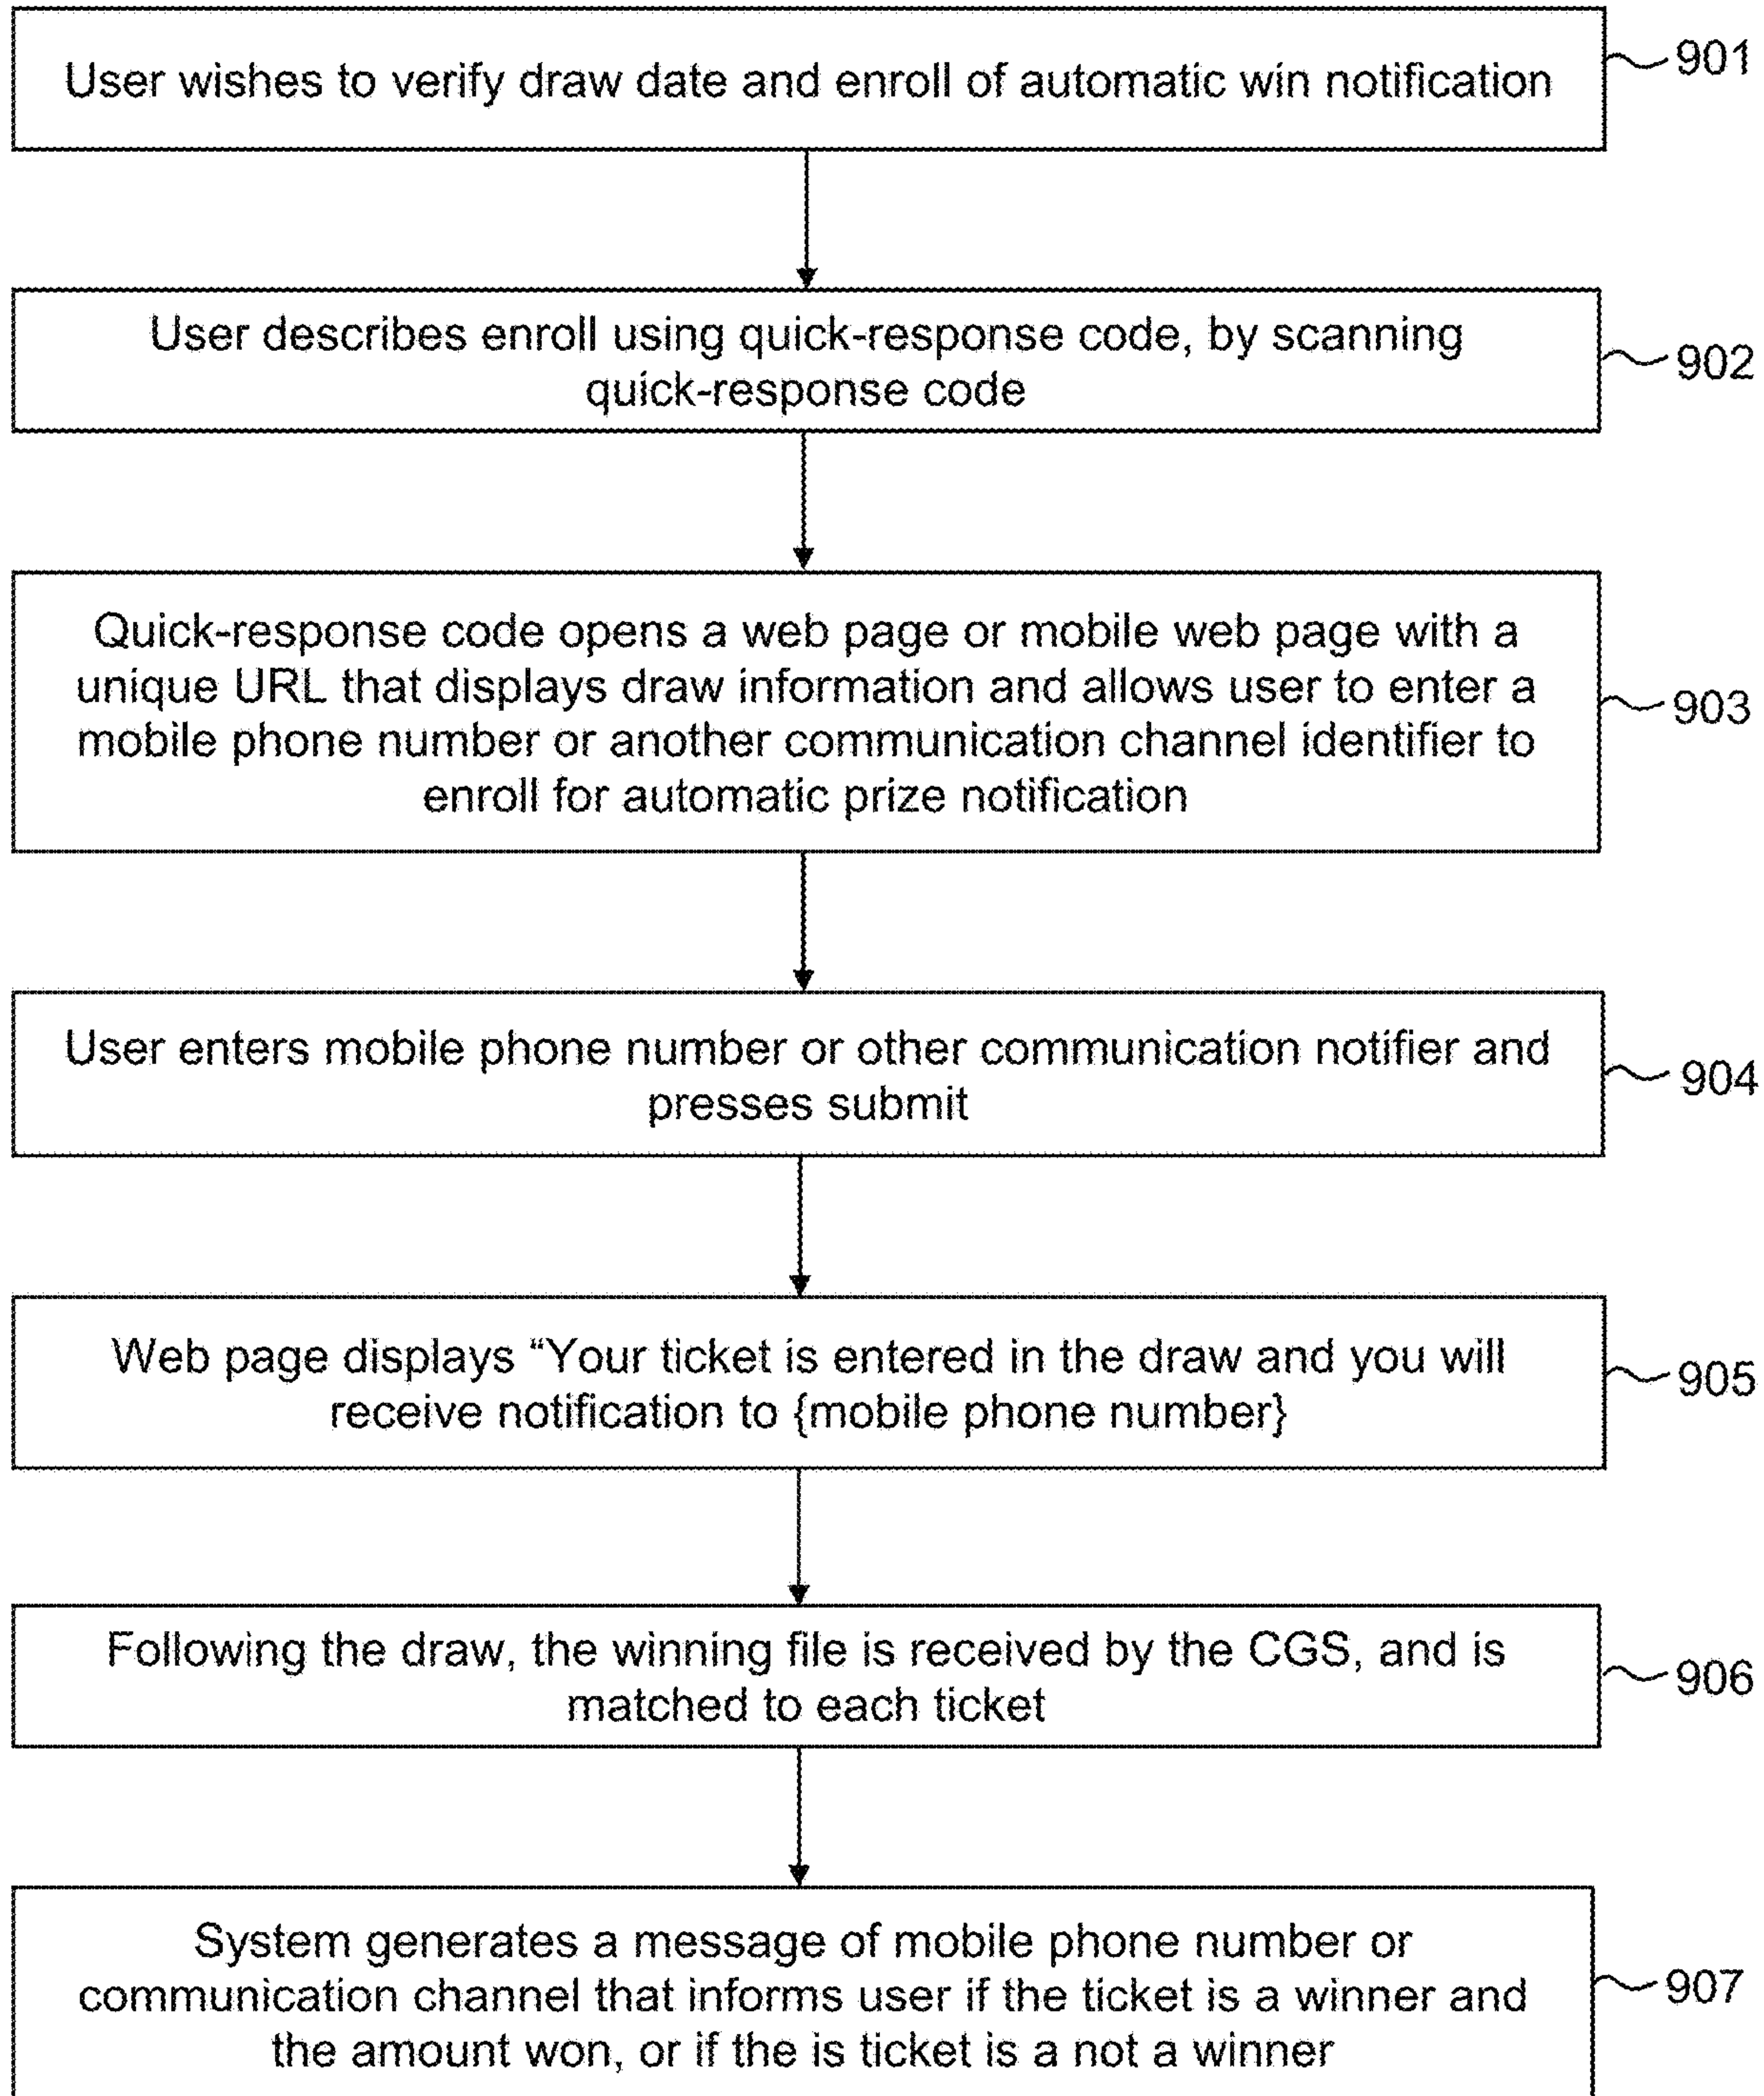 User wishes to verify draw date and enroll of automatic win notification
901
User describes enroll using quick-response code, by scanning
quick-response code
902
Quick-response code opens a web page or mobile web page with a
unique URL that displays draw information and allows user to enter a
mobile phone number or another communication channel identifier to
enroll for automatic prize notification
903
User enters mobile phone number or other communication notifier and
presses submit
904
Web page displays “Your ticket is entered in the draw and you will
receive notification to {mobile phone number}
905
Following the draw, the winning file is received by the CGS, and is
matched to each ticket
906
System generates a message of mobile phone number or
communication channel that informs user if the ticket is a winner and
the amount won, or if the is ticket is a not a winner
907